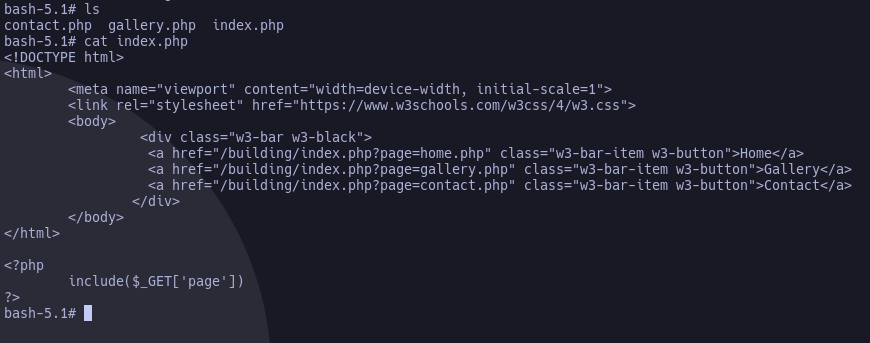 bash-5.1# ls
contact.php  gallery.php  index.php
bash-5.1# cat index.php
<!DOCTYPE html>
<html>
        <meta name="viewport" content="width=device-width, initial-scale=1">
        <link rel="stylesheet" href="https://www.w3schools.com/w3css/4/w3.css">
        <body>
                 <div class="w3-bar w3-black">
                  <a href="/building/index.php?page=home.php" class="w3-bar-item w3-button">Home</a>
                  <a href="/building/index.php?page=gallery.php" class="w3-bar-item w3-button">Gallery</a>
                  <a href="/building/index.php?page=contact.php" class="w3-bar-item w3-button">Contact</a>
                </div>
        </body>
</html>

<?php
        include($_GET['page'])
?>
bash-5.1#